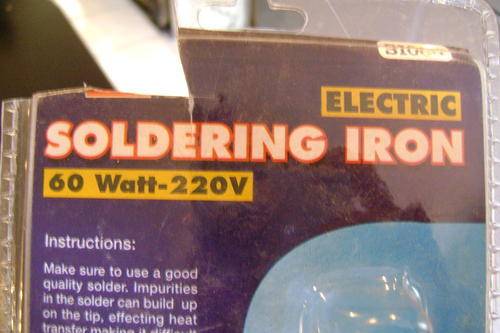 ELECTRIC
SOLDERING IRON
60 Watt-220V
Instructions:
Make sure to use a good
quality solder. Impurities
in the solder can build up
on the tip, effecting heat
transfer making it difficult